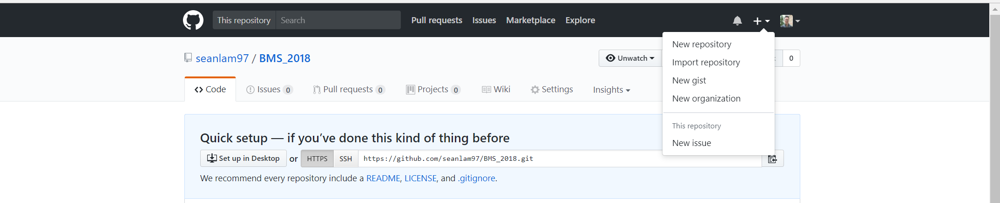 This repository Search Pull requests Issues Marketplace Explore
seanlam97 / BMS_2018
Unwatch 0
Code Issues 0 Pull requests 0 Projects 0 Wiki Settings Insights
New repository
Import repository
New gist
New organization
This repository
New issue
Quick setup — if you’ve done this kind of thing before
Set up in Desktop or HTTPS SSH https://github.com/seanlam97/BMS_2018.git
We recommend every repository include a README, LICENSE, and .gitignore.